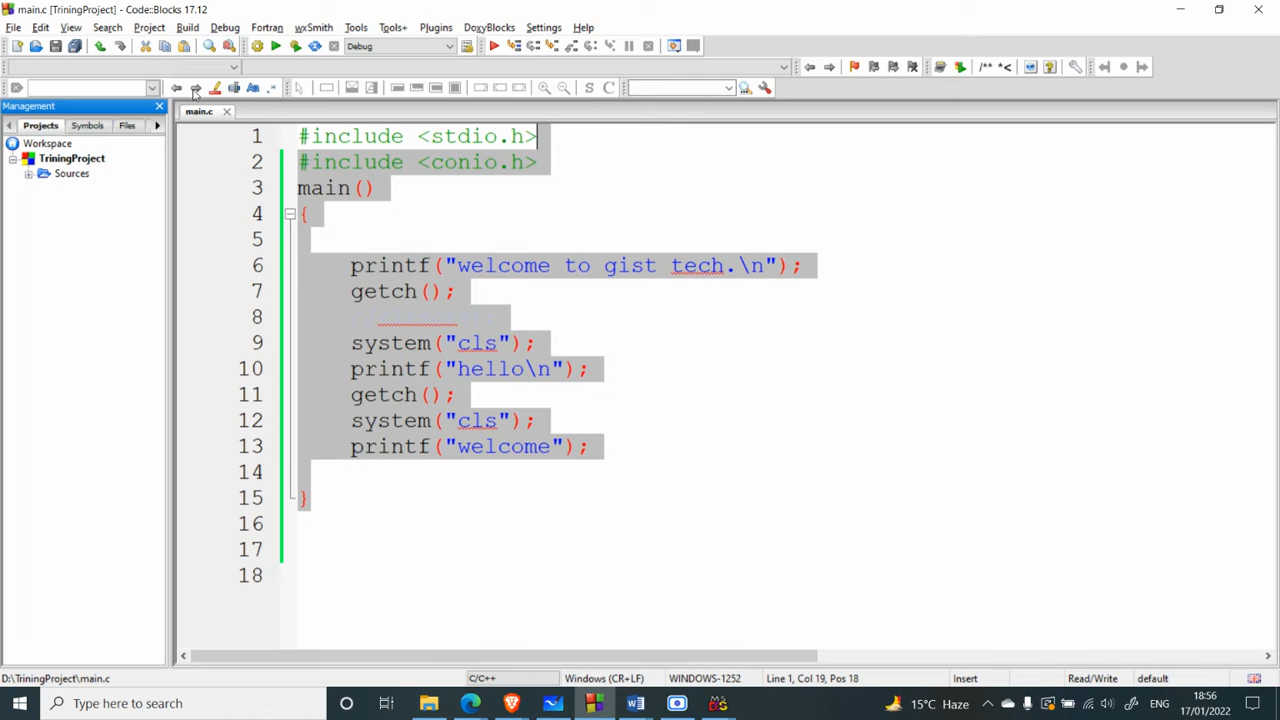 main.c [TriningProject] - Code::Blocks 17.12
File Edit View Search Project Build Debug Fortran wxSmith Tools Tools+ Plugins DoxyBlocks Settings Help
Debug
/** *<
Aa .*
S C
Management
main.c
Projects Symbols Files
Workspace
TriningProject
Sources
1 #include <stdio.h>
2 #include <conio.h>
3 main()
4 {
5
6 printf("welcome to gist tech.\n");
7 getch();
8
9 system("cls");
10 printf("hello\n");
11 getch();
12 system("cls");
13 printf("welcome");
14
15 }
16
17
18
D:\TriningProject\main.c C/C++ Windows (CR+LF) WINDOWS-1252 Line 1, Col 19, Pos 18 Insert Read/Write default
Type here to search
15°C Haze
ENG
18:56
17/01/2022